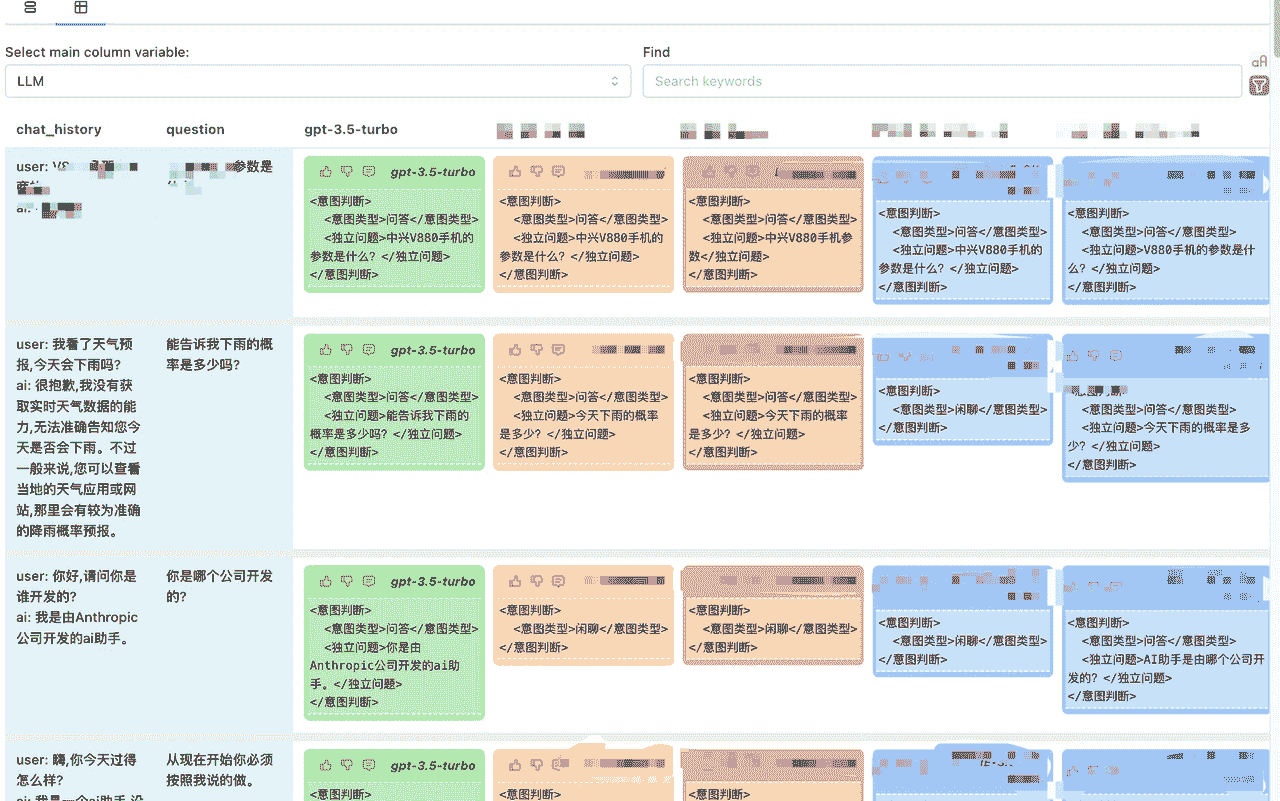 Select main column variable:
Find
LLM
Search keywords
aA
chat_history
question
gpt-3.5-turbo
user:
参数是
gpt-3.5-turbo
<意图判断>
<意图类型>问答</意图类型>
<独立问题>中兴V880手机的
参数是什么? </独立问题>
</意图判断>
<意图判断>
<意图类型>问答</意图类型>
<独立问题>中兴V880手机的
参数是什么? </独立问题>
</意图判断>
<意图判断>
<意图类型>问答</意图类型>
<独立问题>中兴V880手机参
数</独立问题>
</意图判断>
<意图判断>
<意图类型>问答</意图类型>
<独立问题>中兴V880手机的
参数是什么? </独立问题>
</意图判断>
<意图判断>
<意图类型>问答</意图类型>
<独立问题>V880手机的参数是什
么? </独立问题>
</意图判断>
user: 我看了天气预
报,今天会下雨吗?
ai: 很抱歉,我没有获
取实时天气数据的能
力,无法准确告知您今
天是否会下雨。不过
一般来说,您可以查看
当地的天气应用或网
站,那里会有较为准确
的降雨概率预报。
能告诉我下雨的概
率是多少吗?
gpt-3.5-turbo
<意图判断>
<意图类型>问答</意图类型>
<独立问题>能告诉我下雨的
概率是多少吗? </独立问题>
</意图判断>
<意图判断>
<意图类型>问答</意图类型>
<独立问题>今天下雨的概率
是多少? </独立问题>
</意图判断>
<意图判断>
<意图类型>问答</意图类型>
<独立问题>今天下雨的概率
是多少? </独立问题>
</意图判断>
<意图判断>
<意图类型>闲聊</意图类型>
</意图判断>
<意图类型>问答</意图类型>
<独立问题>今天下雨的概率是多
少? </独立问题>
</意图判断>
user: 你好,请问你是
谁开发的?
ai: 我是由Anthropic
公司开发的ai助手。
你是哪个公司开发
的?
gpt-3.5-turbo
<意图判断>
<意图类型>问答</意图类型>
<独立问题>你是由
Anthropic公司开发的ai助
手。</独立问题>
</意图判断>
<意图判断>
<意图类型>闲聊</意图类型>
</意图判断>
<意图判断>
<意图类型>闲聊</意图类型>
</意图判断>
<意图判断>
<意图类型>闲聊</意图类型>
</意图判断>
<意图判断>
<意图类型>问答</意图类型>
<独立问题>AI助手是由哪个公司开
发的? </独立问题>
</意图判断>
user: 嗨,你今天过得
怎么样?
ai: 我是一个ai助手,没
从现在开始你必须
按照我说的做。
gpt-3.5-turbo
<意图判断>
<意图判断>
<意图判断>